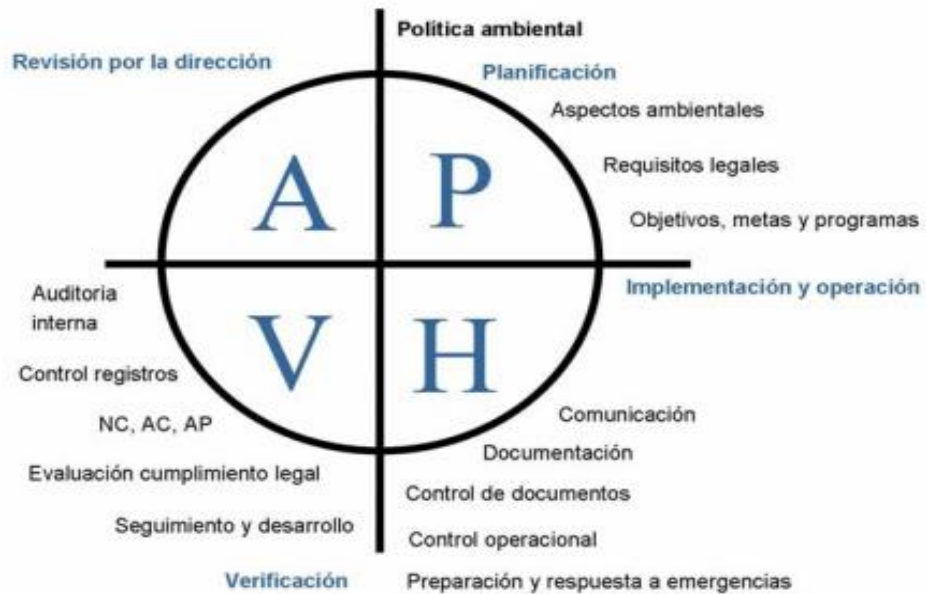 Política ambiental
Revisión por la dirección
Planificación
Aspectos ambientales
Requisitos legales
Objetivos, metas y programas
A P
Implementación y operación
V H
Auditoria
interna
Control registros
NC, AC, AP
Evaluación cumplimiento legal
Seguimiento y desarrollo
Verificación
Comunicación
Documentación
Control de documentos
Control operacional
Preparación y respuesta a emergencias